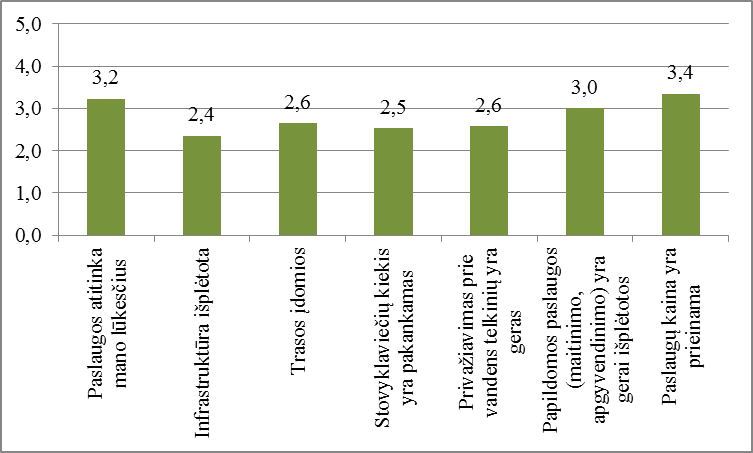 5,0
4,0
3,0
2,0
1,0
0,0
3,2
2,4
2,6
2,5
2,6
3,0
3,4
Paslaugos atitinka
mano lūkesčius
Infrastruktūra išplėtota
Trasos įdomios
Stovyklaviečių kiekis
yra pakankamas
Privažiavimas prie
vandens telkinių yra
geras
Papildomos paslaugos
(maitinimo,
apgyvendinimo) yra
gerai išplėtotos
Paslaugų kaina yra
prieinama